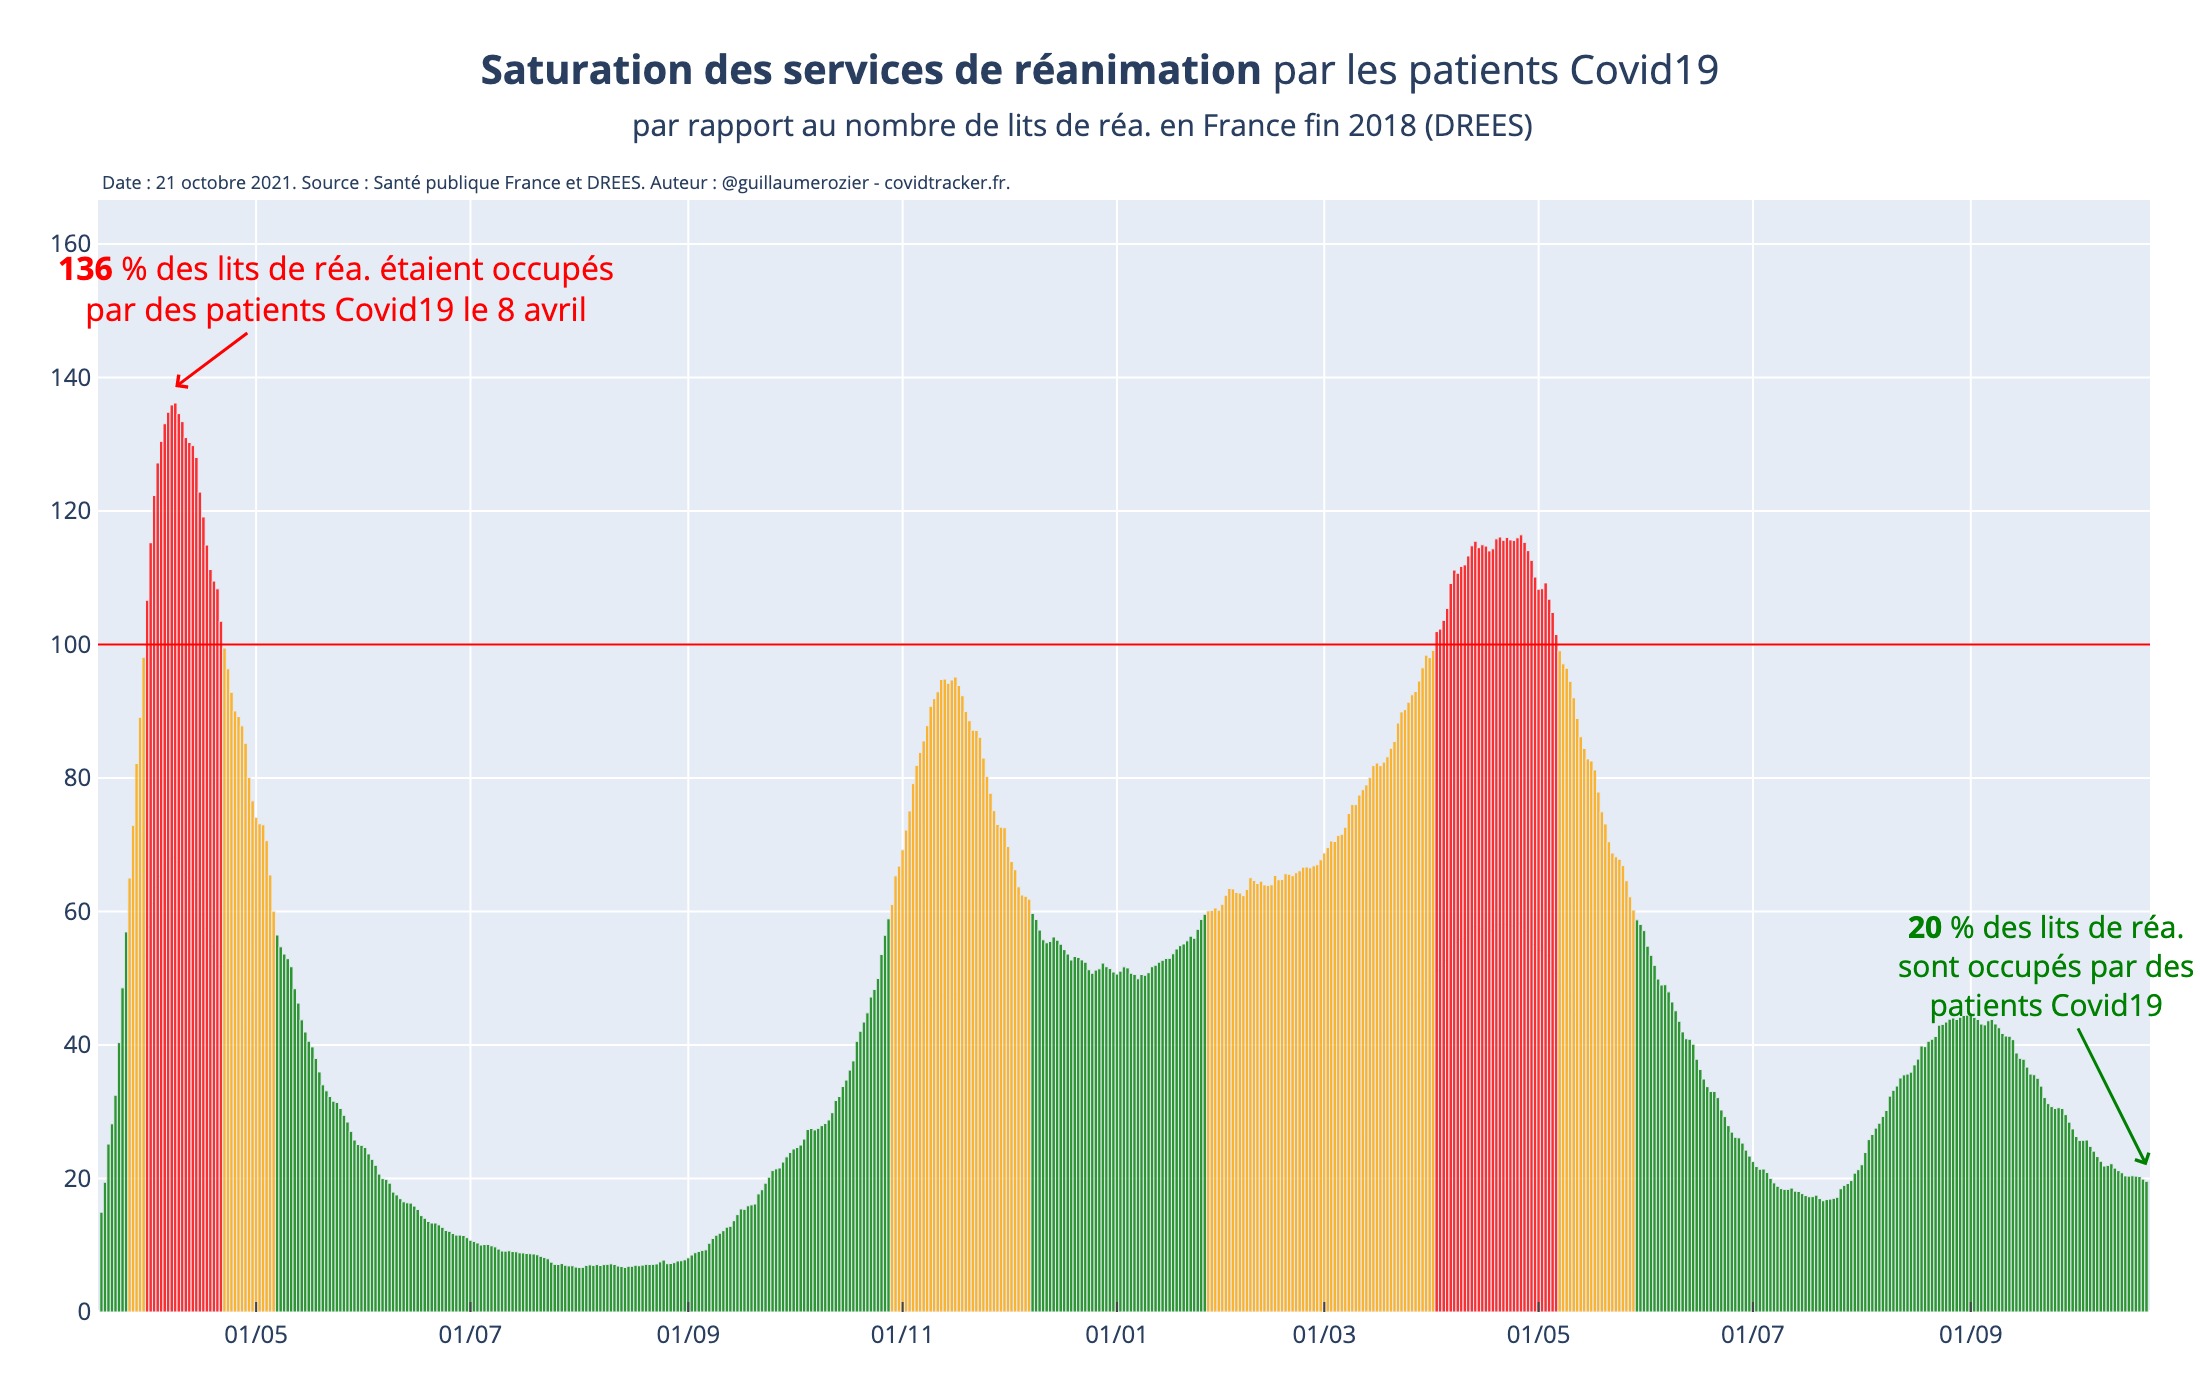 Saturation des services de réanimation par les patients Covid19
par rapport au nombre de lits de réa. en France fin 2018 (DREES)
Date : 21 octobre 2021. Source : Santé publique France et DREES. Auteur : @guillaumerozier - covidtracker.fr.
160
136 % des lits de réa. étaient occupés
par des patients Covid19 le 8 avril
140
120
100
80
60
20 % des lits de réa.
sont occupés par des
patients Covid19
40
20
0
01/05 01/07 01/09 01/11 01/01 01/03 01/05 01/07 01/09